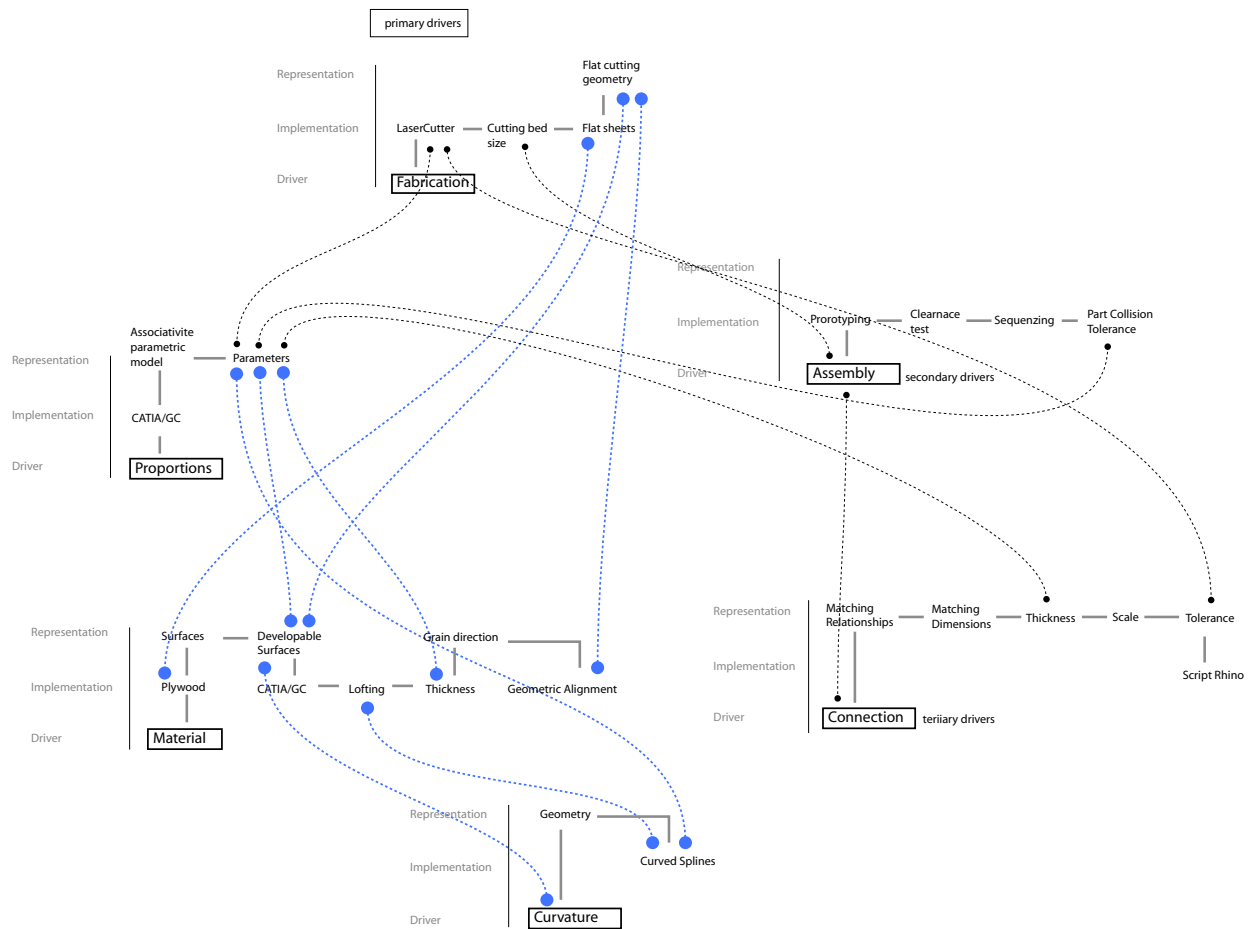 primary drivers
Representation
Flat cutting
geometry
Implementation
LaserCutter
Cutting bed
size
Flat sheets
Driver
Fabrication
Representation
Implementation
Prorotyping
Clearnace
test
Sequenzing
Part Collision
Tolerance
Driver
Assembly
secondary drivers
Associativite
parametric
model
Representation
Parameters
Implementation
CATIA/GC
Driver
Proportions
Representation
Surfaces
Developable
Surfaces
Grain direction
Implementation
Plywood
CATIA/GC
Lofting
Thickness
Geometric Alignment
Driver
Material
Representation
Matching
Relationships
Matching
Dimensions
Thickness
Scale
Tolerance
Implementation
Script Rhino
Driver
Connection
teriiary drivers
Representation
Geometry
Implementation
Curved Splines
Driver
Curvature